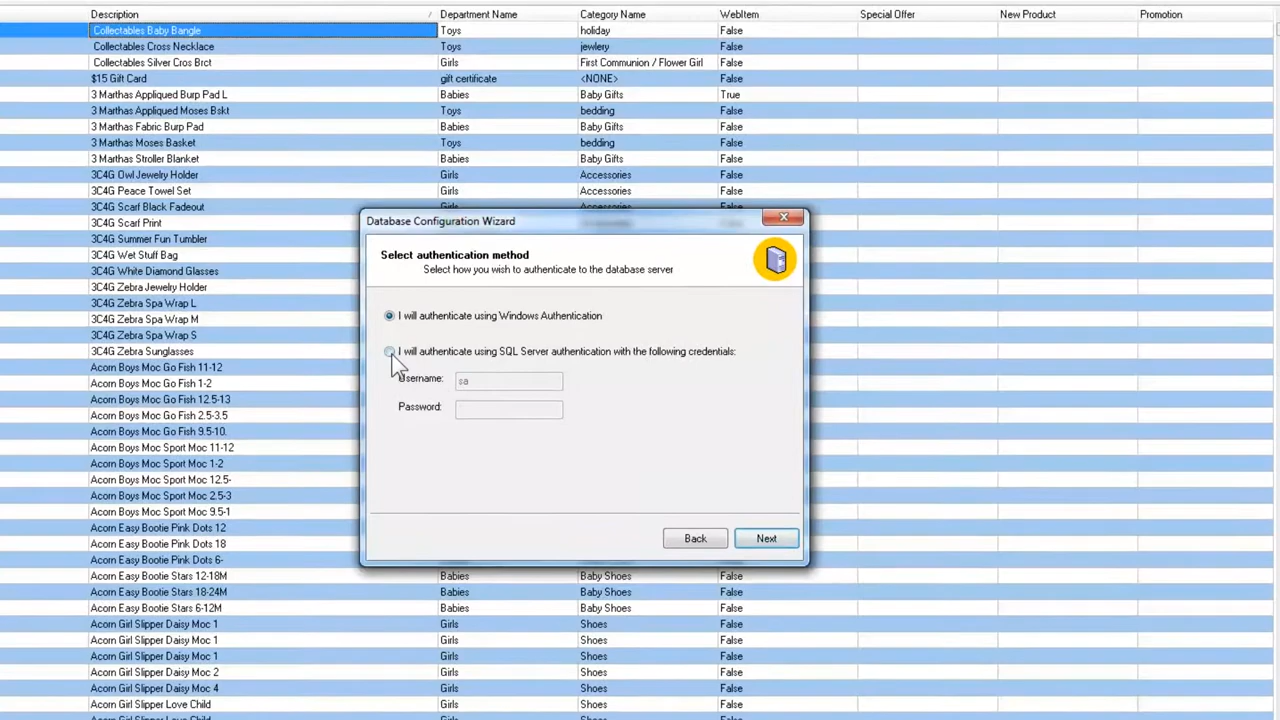 Description / Department Name Category Name WebItem Special Offer New Product Promotion
Collectables Baby Bangle Toys holiday False
Collectables Cross Necklace Toys jewlery False
Collectables Silver Cros Brct Girls First Communion / Flower Girl False
$15 Gift Card gift certificate <NONE> False
3 Marthas Appliqued Burp Pad L Babies Baby Gifts True
3 Marthas Appliqued Moses Bskt Toys bedding False
3 Marthas Fabric Burp Pad Babies Baby Gifts False
3 Marthas Moses Basket Toys bedding False
3 Marthas Stroller Blanket Babies Baby Gifts False
3C4G Owl Jewelry Holder Girls Accessories False
3C4G Peace Towel Set Girls Accessories False
3C4G Scarf Black Fadeout Girls Accessories False
3C4G Scarf Print
3C4G Summer Fun Tumbler
3C4G Wet Stuff Bag
3C4G White Diamond Glasses
3C4G Zebra Jewelry Holder
3C4G Zebra Spa Wrap L
3C4G Zebra Spa Wrap M
3C4G Zebra Spa Wrap S
3C4G Zebra Sunglasses
Acorn Boys Moc Go Fish 11-12
Acorn Boys Moc Go Fish 1-2
Acorn Boys Moc Go Fish 12.5-13
Acorn Boys Moc Go Fish 2.5-3.5
Acorn Boys Moc Go Fish 9.5-10.
Acorn Boys Moc Sport Moc 11-12
Acorn Boys Moc Sport Moc 1-2
Acorn Boys Moc Sport Moc 12.5-
Acorn Boys Moc Sport Moc 2.5-3
Acorn Boys Moc Sport Moc 9.5-1
Acorn Easy Bootie Pink Dots 12
Acorn Easy Bootie Pink Dots 18
Acorn Easy Bootie Pink Dots 6-
Acorn Easy Bootie Stars 12-18M Babies Baby Shoes False
Acorn Easy Bootie Stars 18-24M Babies Baby Shoes False
Acorn Easy Bootie Stars 6-12M Babies Baby Shoes False
Acorn Girl Slipper Daisy Moc 1 Girls Shoes False
Acorn Girl Slipper Daisy Moc 1 Girls Shoes False
Acorn Girl Slipper Daisy Moc 1 Girls Shoes False
Acorn Girl Slipper Daisy Moc 2 Girls Shoes False
Acorn Girl Slipper Daisy Moc 4 Girls Shoes False
Acorn Girl Slipper Love Child Girls Shoes False
Database Configuration Wizard
Select authentication method
Select how you wish to authenticate to the database server
I will authenticate using Windows Authentication
I will authenticate using SQL Server authentication with the following credentials:
Username: sa
Password:
Back Next